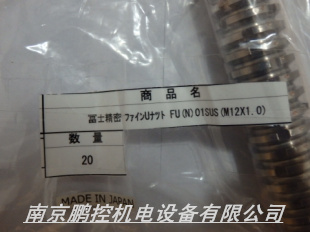 商品名
冨士精密 ファインUナット FU(N)01SUS(M12X1.0)
数量
20
MADE IN JAPAN
南京鹏控机电设备有限公司